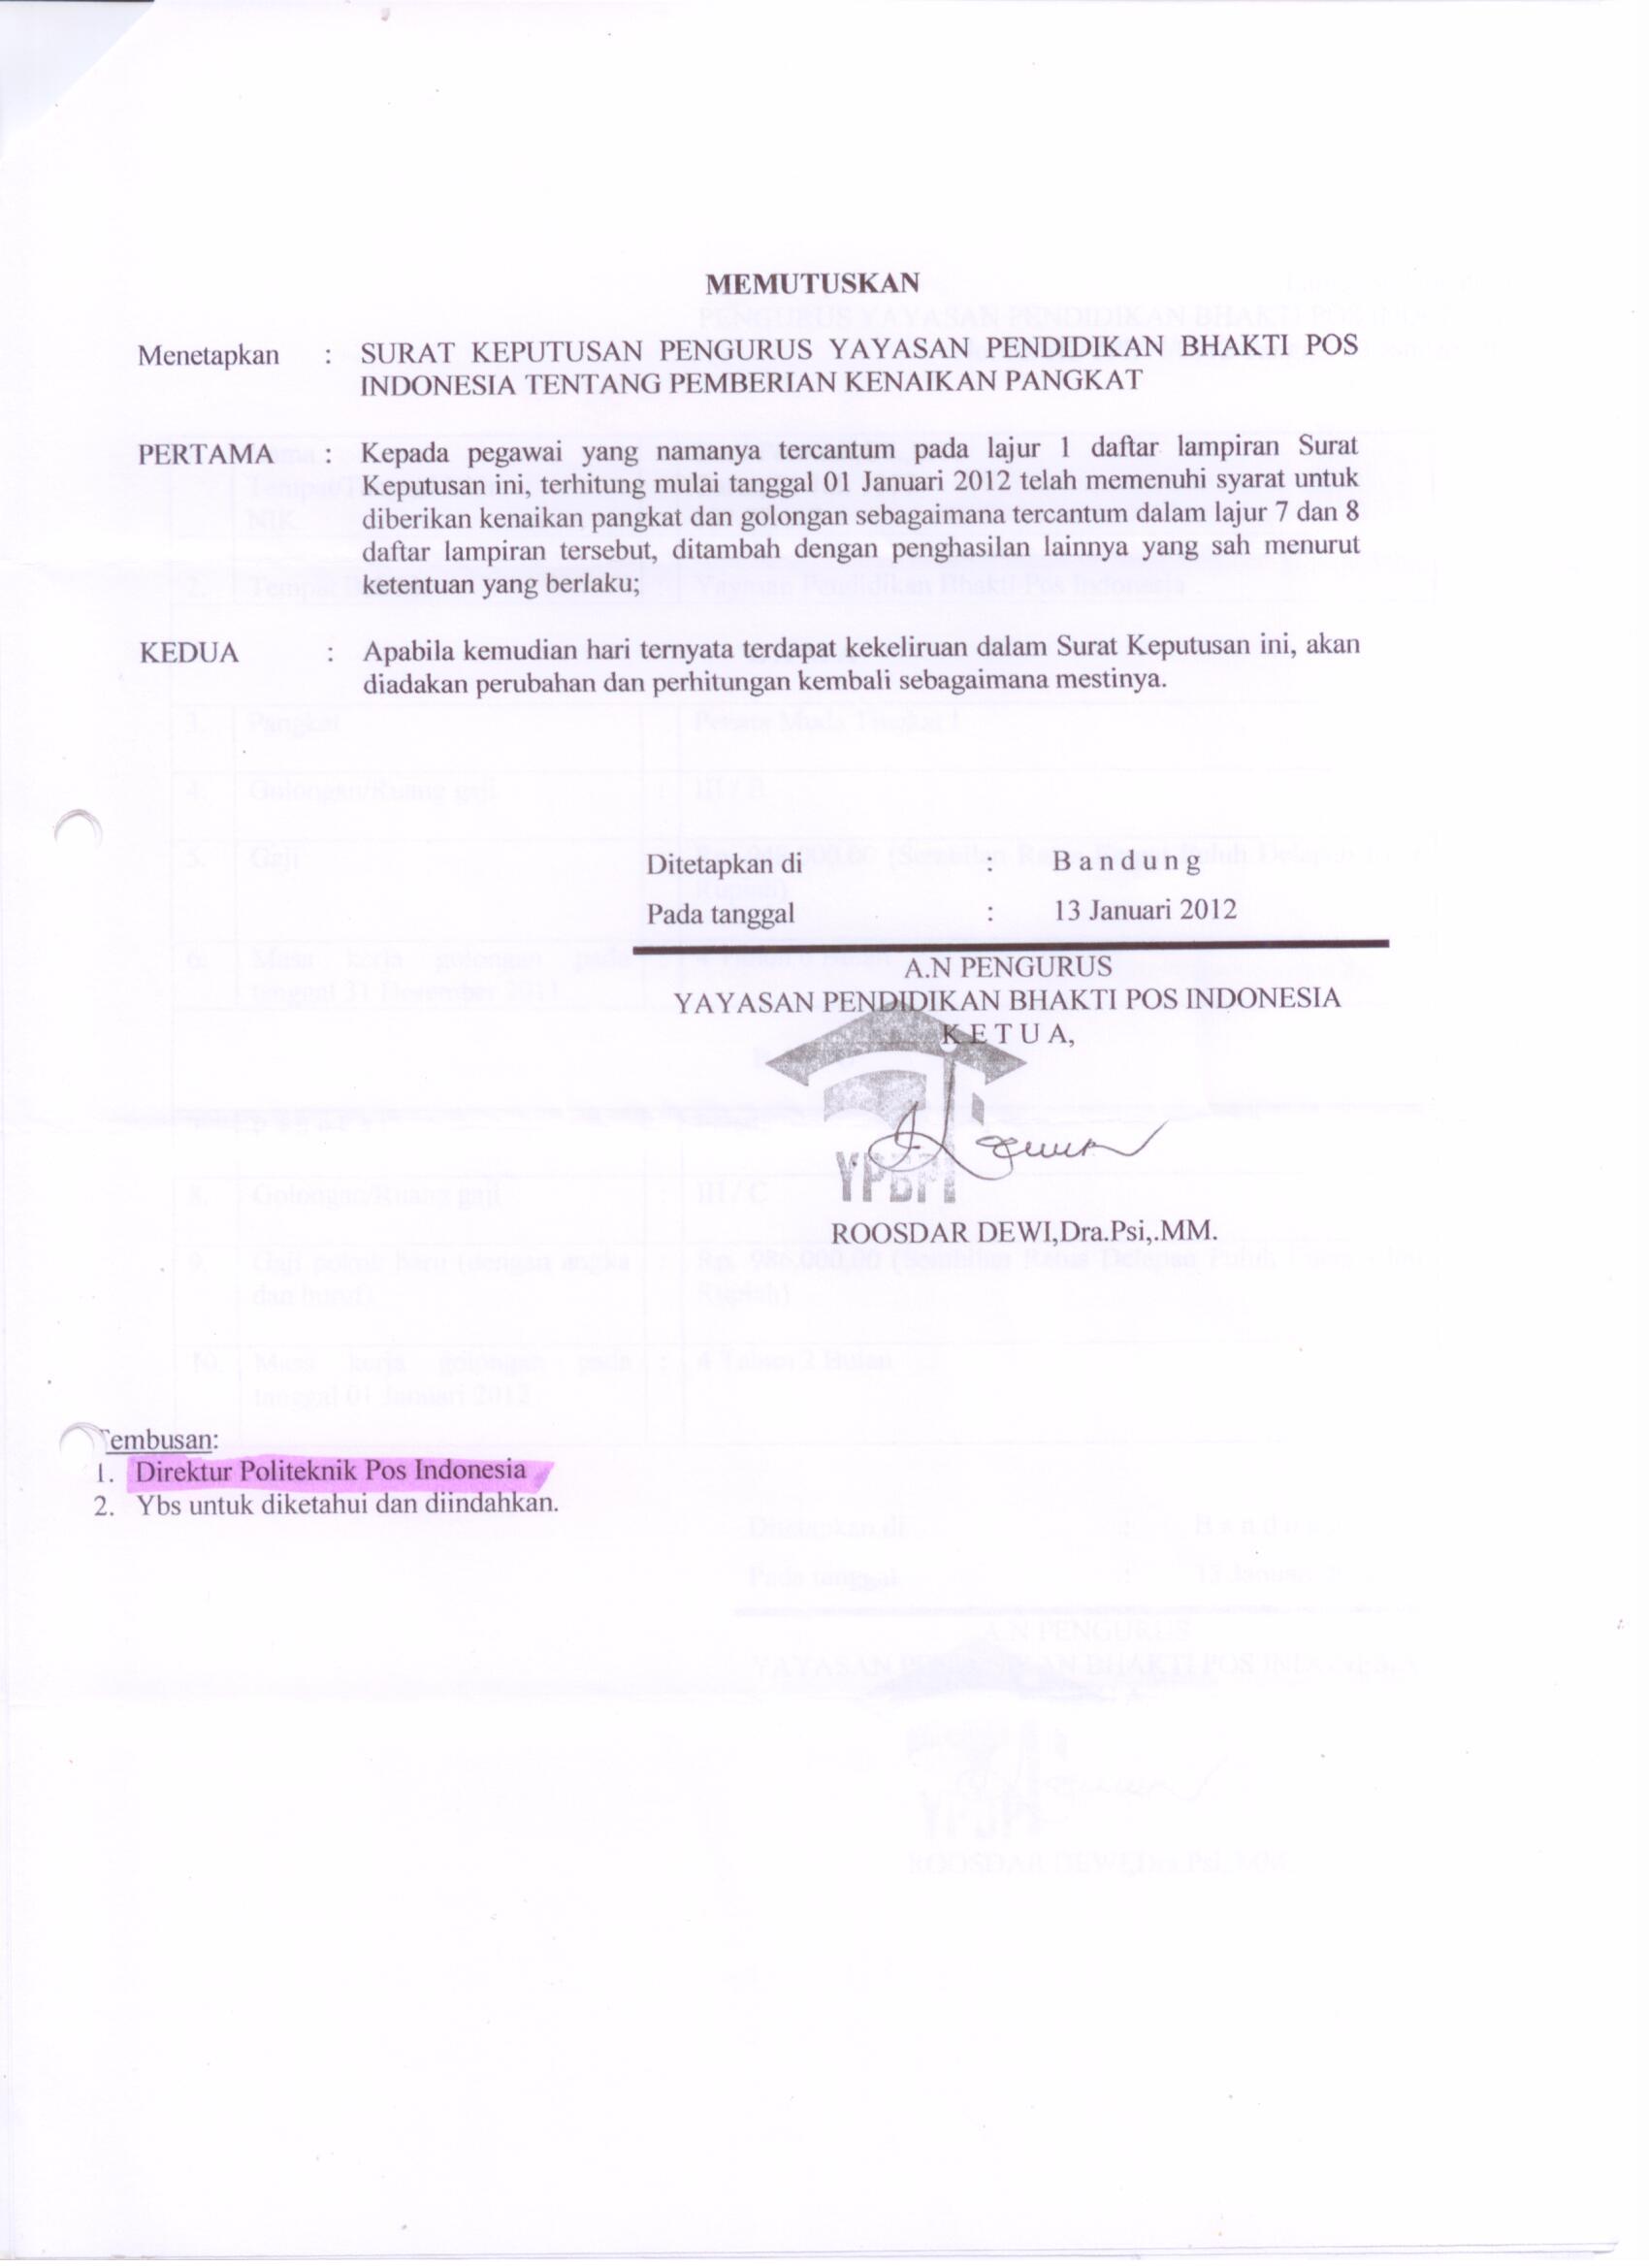 MEMUTUSKAN
Menetapkan : SURAT KEPUTUSAN PENGURUS YAYASAN PENDIDIKAN BHAKTI POS
INDONESIA TENTANG PEMBERIAN KENAIKAN PANGKAT
PERTAMA : Kepada pegawai yang namanya tercantum pada lajur 1 daftar lampiran Surat
Keputusan ini, terhitung mulai tanggal 01 Januari 2012 telah memenuhi syarat untuk
diberikan kenaikan pangkat dan golongan sebagaimana tercantum dalam lajur 7 dan 8
daftar lampiran tersebut, ditambah dengan penghasilan lainnya yang sah menurut
ketentuan yang berlaku;
KEDUA : Apabila kemudian hari ternyata terdapat kekeliruan dalam Surat Keputusan ini, akan
diadakan perubahan dan perhitungan kembali sebagaimana mestinya.
Ditetapkan di : B a n d u n g
Pada tanggal : 13 Januari 2012
A.N PENGURUS
YAYASAN PENDIDIKAN BHAKTI POS INDONESIA
K E T U A,
YPBPI
ROOSDAR DEWI,Dra.Psi,.MM.
Tembusan:
1. Direktur Politeknik Pos Indonesia
2. Ybs untuk diketahui dan diindahkan.